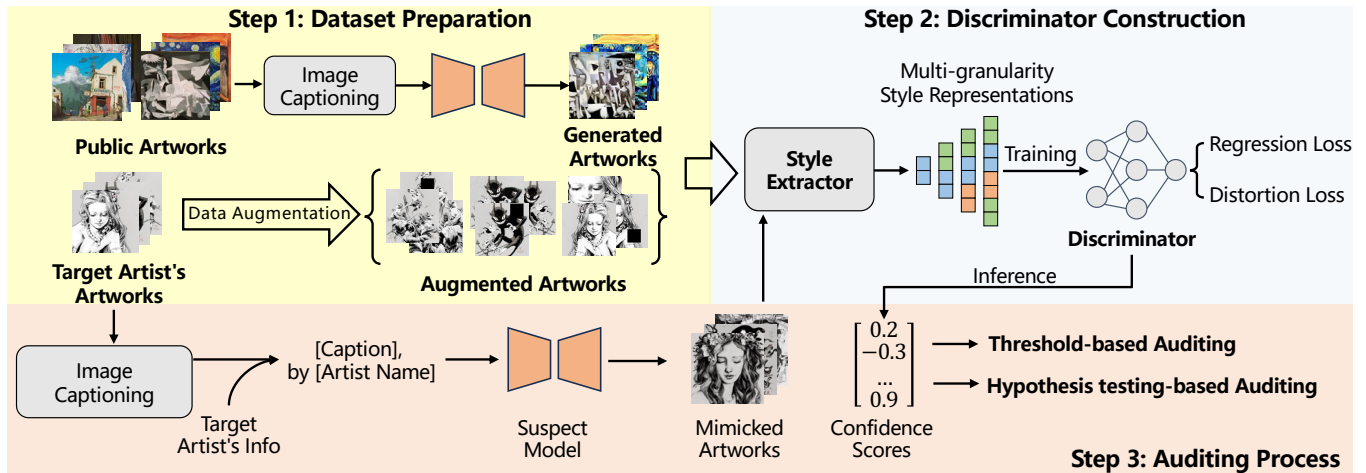 Step 1: Dataset Preparation
Image
Captioning
Public Artworks
Generated
Artworks
Data Augmentation
Target Artist's
Artworks
Augmented Artworks
Step 2: Discriminator Construction
Multi-granularity
Style Representations
Style
Extractor
Training
Regression Loss
Distortion Loss
Discriminator
Inference
Image
Captioning
Target
Artist's Info
[Caption],
by [Artist Name]
Suspect
Model
Mimicked
Artworks
0.2
−0.3
...
0.9
Confidence
Scores
Threshold-based Auditing
Hypothesis testing-based Auditing
Step 3: Auditing Process